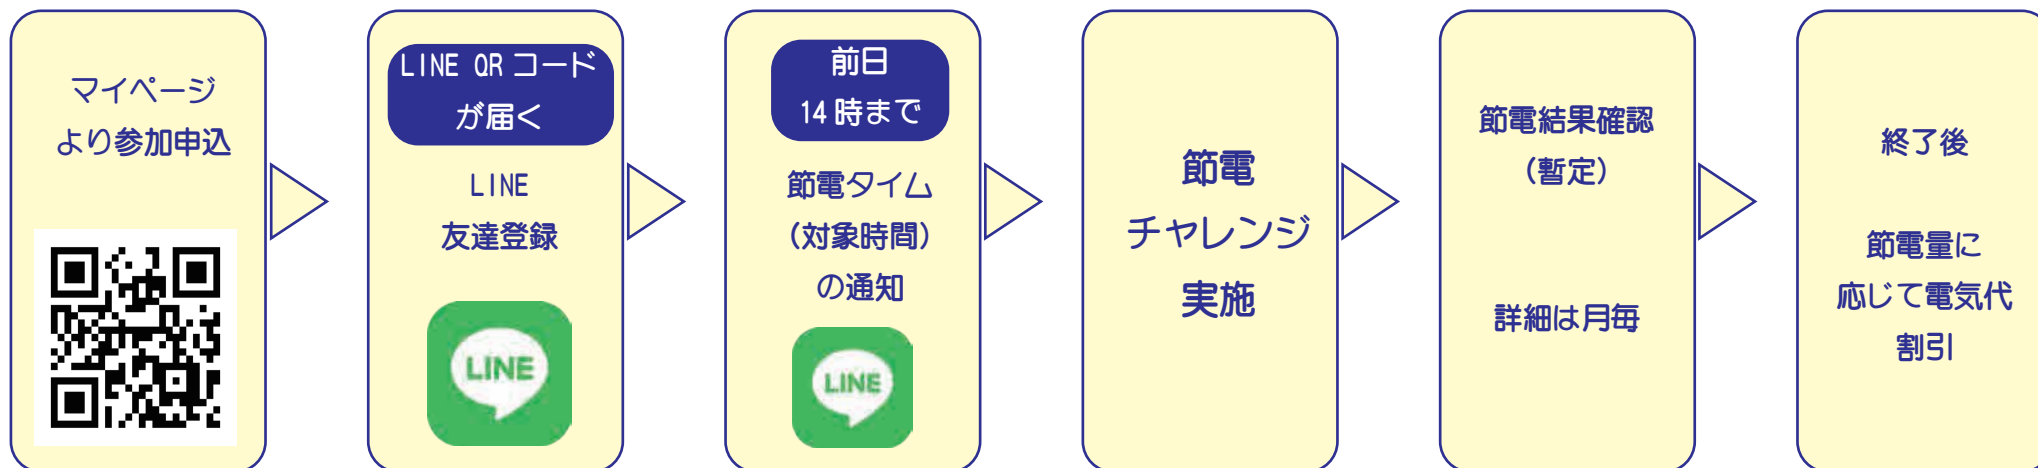 マイページ
より参加申込
LINE QR コード
が届く
LINE
友達登録
LINE
前日
14 時まで
節電タイム
（対象時間）
の通知
LINE
節電
チャレンジ
実施
節電結果確認
（暫定）
詳細は月毎
終了後
節電量に
応じて電気代
割引